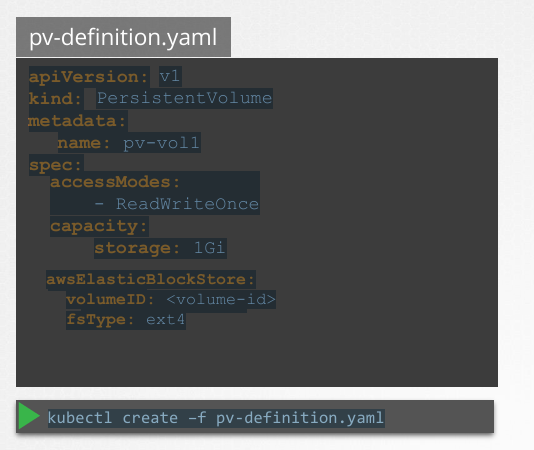 pv-definition.yaml
apiVersion: v1
kind: PersistentVolume
metadata:
name: pv-vol1
spec:
accessModes:
- ReadWriteOnce
capacity:
storage: 1Gi
awsElasticBlockStore:
volumeID: <volume-id>
fsType: ext4
kubectl create –f pv-definition.yaml